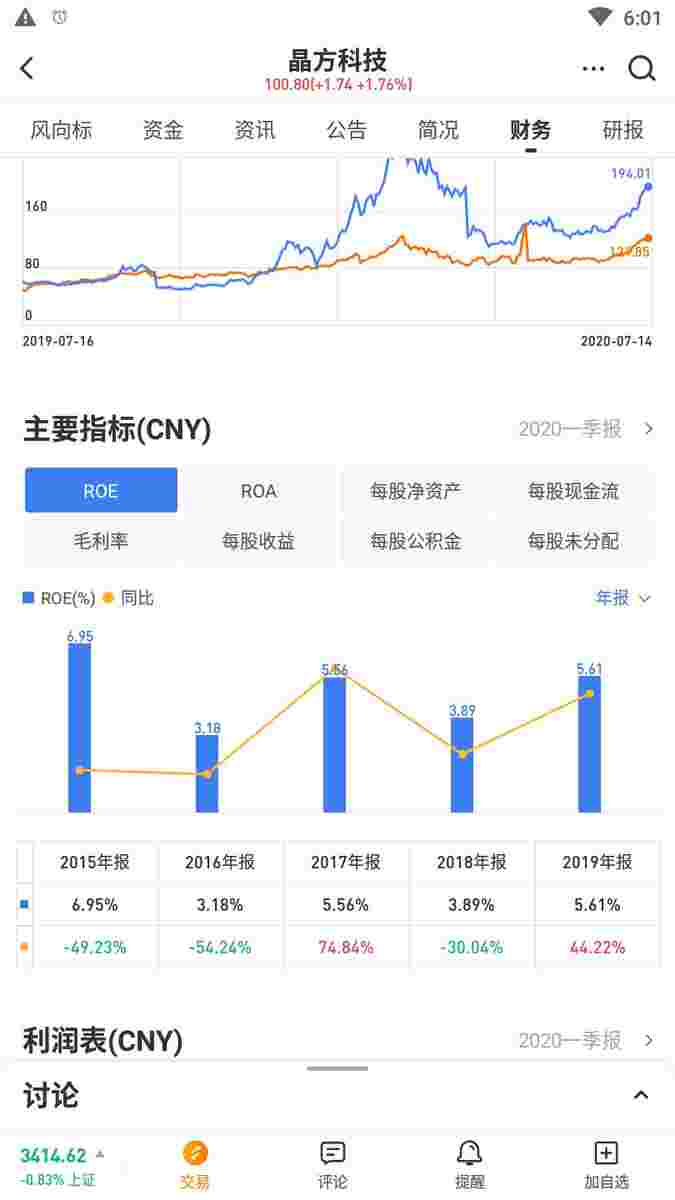 6:01
晶方科技
100.80(+1.74 +1.76%)
风向标 资金 资讯 公告 简况 财务 研报
194.01
160
80
0
2019-07-16 2020-07-14
主要指标(CNY) 2020一季报
ROE ROA 每股净资产 每股现金流
毛利率 每股收益 每股公积金 每股未分配
ROE(%) 同比 年报
6.95 3.18 5.56 3.89 5.61
2015年报 2016年报 2017年报 2018年报 2019年报
6.95% 3.18% 5.56% 3.89% 5.61%
-49.23% -54.24% 74.84% -30.04% 44.22%
利润表(CNY) 2020一季报
讨论
3414.62
-0.83% 上证
交易 评论 提醒 加自选